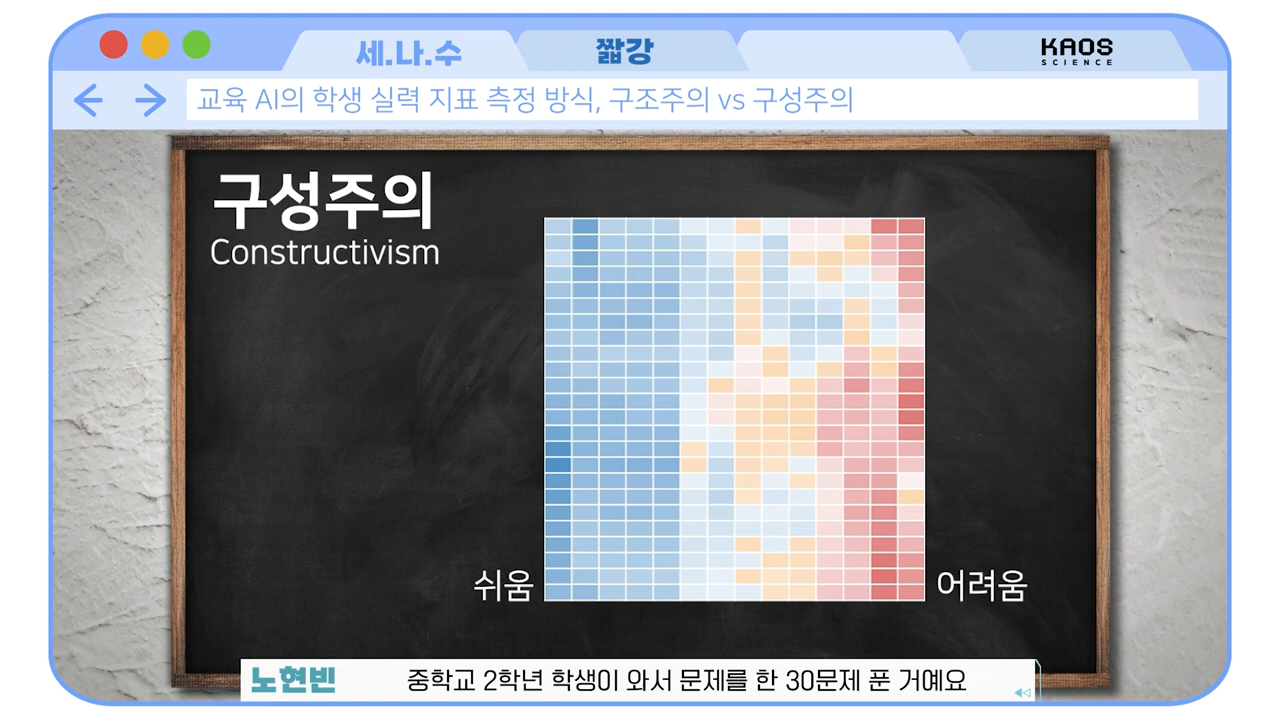 세.나.수
짧강
KAOS
SCIENCE
교육 AI의 학생 실력 지표 측정 방식, 구조주의 vs 구성주의
구성주의
Constructivism
쉬움
어려움
노현빈
중학교 2학년 학생이 와서 문제를 한 30문제 푼 거예요